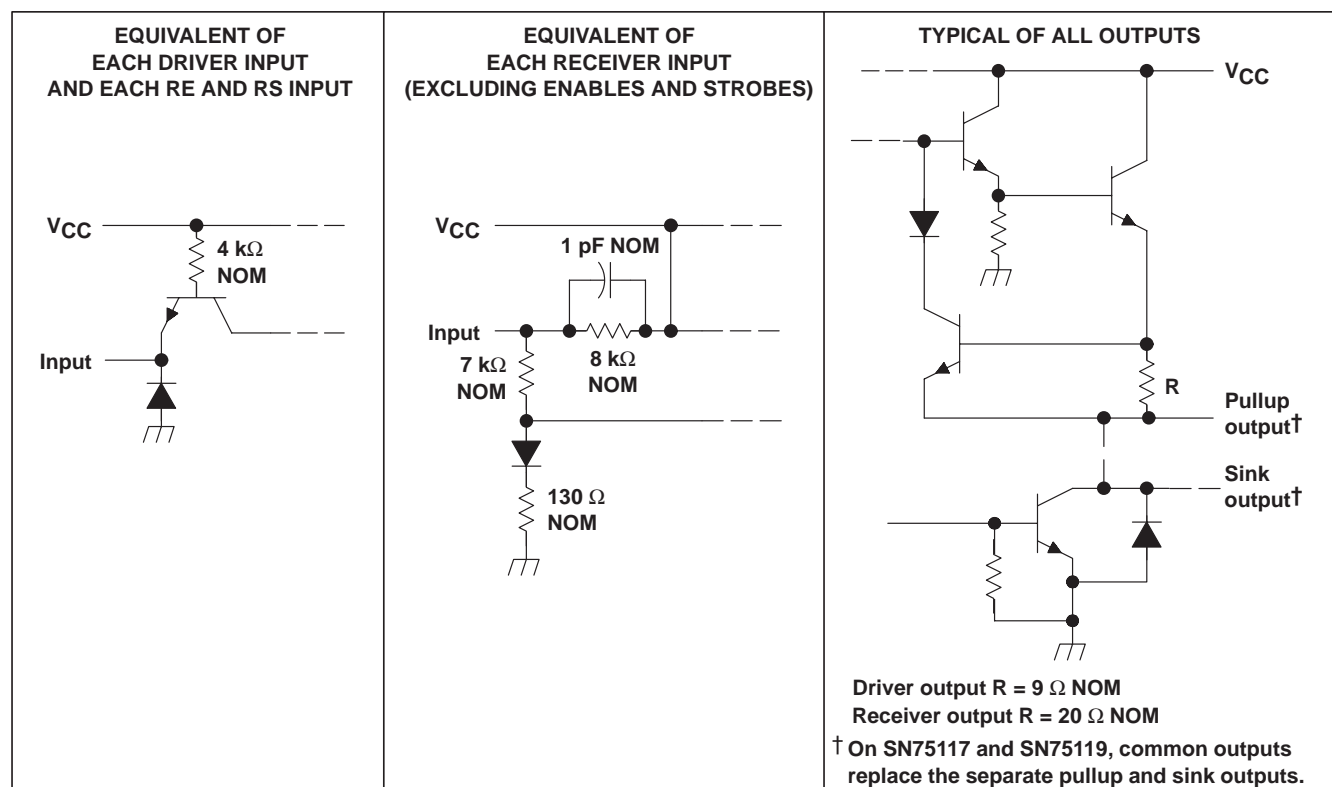 EQUIVALENT OF
EACH DRIVER INPUT
AND EACH RE AND RS INPUT
VCC
4 kΩ
NOM
Input
EQUIVALENT OF
EACH RECEIVER INPUT
(EXCLUDING ENABLES AND STROBES)
VCC
1 pF NOM
Input
7 kΩ
NOM
8 kΩ
NOM
130 Ω
NOM
TYPICAL OF ALL OUTPUTS
VCC
R
Pullup
output†
Sink
output†
Driver output R = 9 Ω NOM
Receiver output R = 20 Ω NOM
† On SN75117 and SN75119, common outputs
replace the separate pullup and sink outputs.